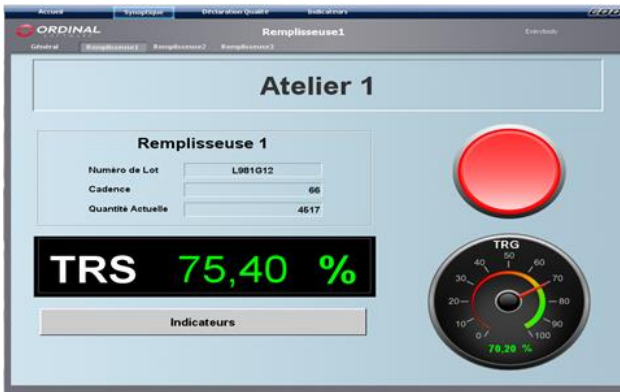 Accueil Synoptique Déclaration Qualité Indicateurs
ORDINAL
SOFTWARE
Remplisseuse1
Everybody
Général Remplisseuse1 Remplisseuse2 Remplisseuse3
Atelier 1
Remplisseuse 1
Numéro de Lot L981G12
Cadence 66
Quantité Actuelle 4617
TRS 75,40 %
Indicateurs
TRG
0 10 20 30 40 50 60 70 80 90 100
70,20 %